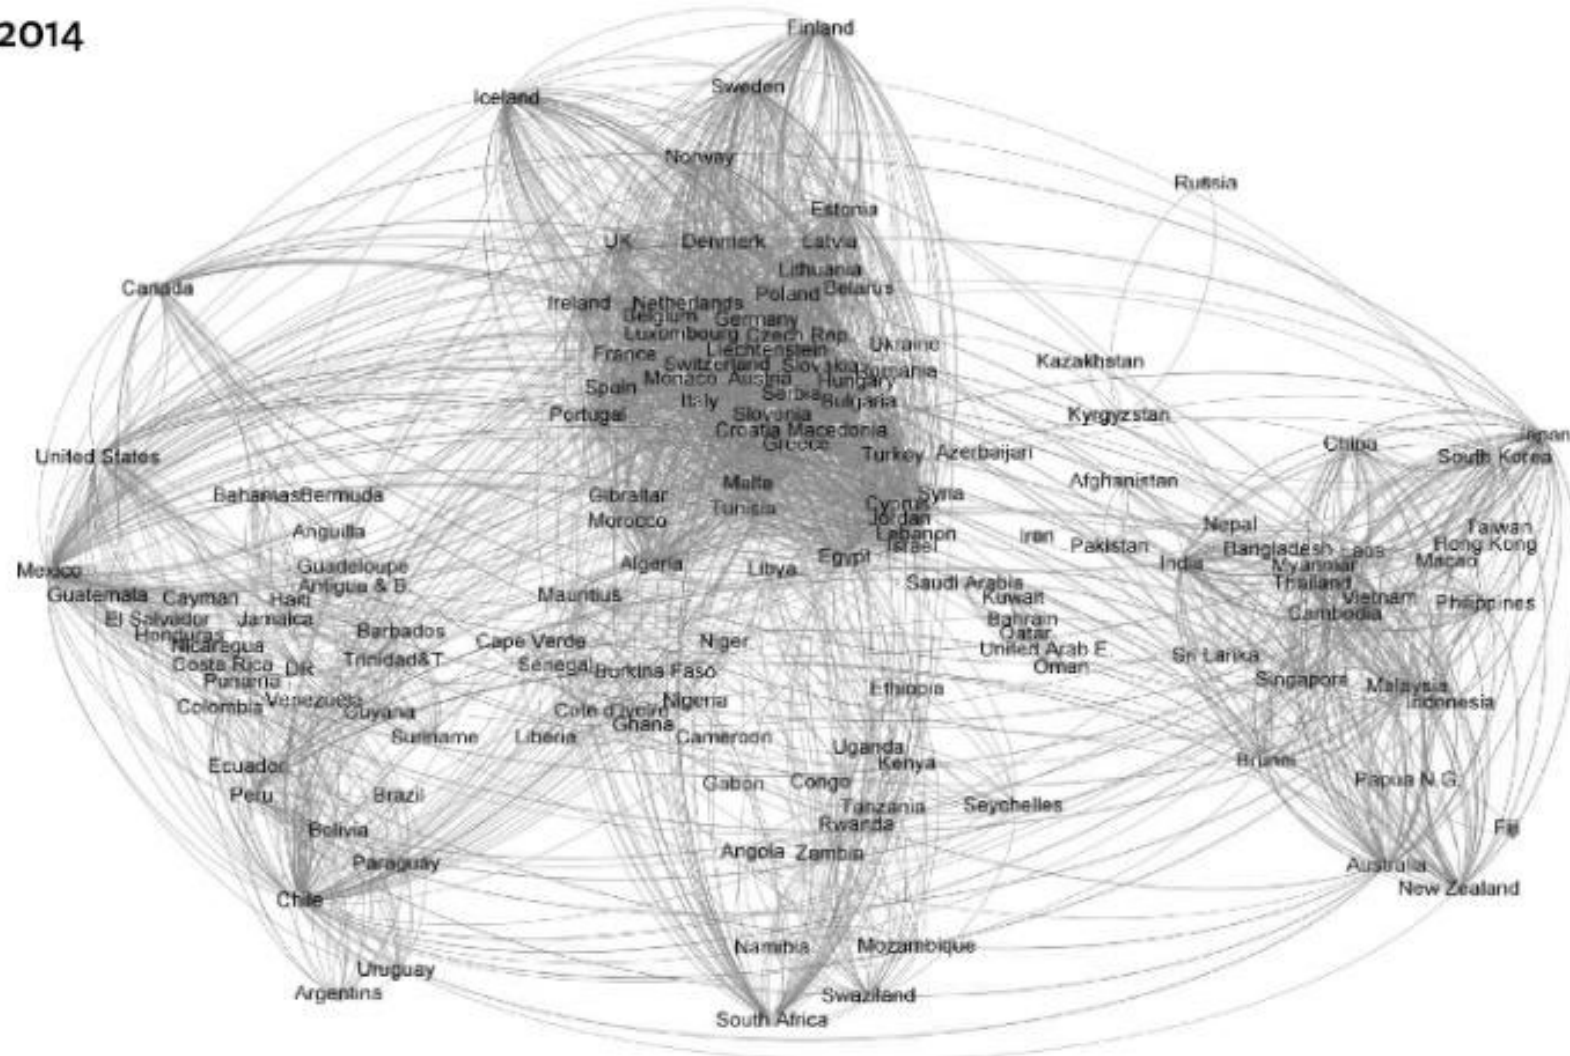 2014
Finland
Sweden
Iceland
Norway
Russia
Estonia
UK
Denmark
Latvia
Lithuania
Canada
Ireland
Netherlands
Poland
Belarus
Belgium
Germany
Luxembourg
Czech Rep.
Ukraine
France
Liechtenstein
Kazakhstan
Switzerland
Slovakia
Romania
Spain
Monaco
Austria
Hungary
Italy
Serbia
Bulgaria
Portugal
Slovenia
Kyrgyzstan
Croatia
Macedonia
Greece
China
Japan
United States
Turkey
Azerbaijan
South Korea
Malta
Afghanistan
Bahamas
Bermuda
Gibraltar
Syria
Tunisia
Cyprus
Morocco
Jordan
Nepal
Taiwan
Anguilla
Lebanon
Iran
Israel
Pakistan
Bangladesh
Laos
Hong Kong
Mexico
Guadeloupe
Algeria
Libya
Egypt
India
Myanmar
Macao
Antigua & B.
Saudi Arabia
Thailand
Guatemala
Cayman
Haiti
Mauritius
Kuwait
Vietnam
Philippines
El Salvador
Jamaica
Bahrain
Cambodia
Honduras
Barbados
Qatar
Nicaragua
Cape Verde
Niger
United Arab E.
Sri Lanka
Costa Rica
DR
Trinidad&T.
Senegal
Burkina Faso
Oman
Panama
Ethiopia
Singapore
Malaysia
Colombia
Venezuela
Guyana
Cote d'Ivoire
Nigeria
Indonesia
Ghana
Suriname
Liberia
Cameroon
Uganda
Kenya
Brunei
Ecuador
Peru
Brazil
Gabon
Congo
Papua N.G.
Tanzania
Seychelles
Bolivia
Rwanda
Fiji
Paraguay
Angola
Zambia
Australia
Chile
New Zealand
Namibia
Mozambique
Uruguay
Argentina
Swaziland
South Africa